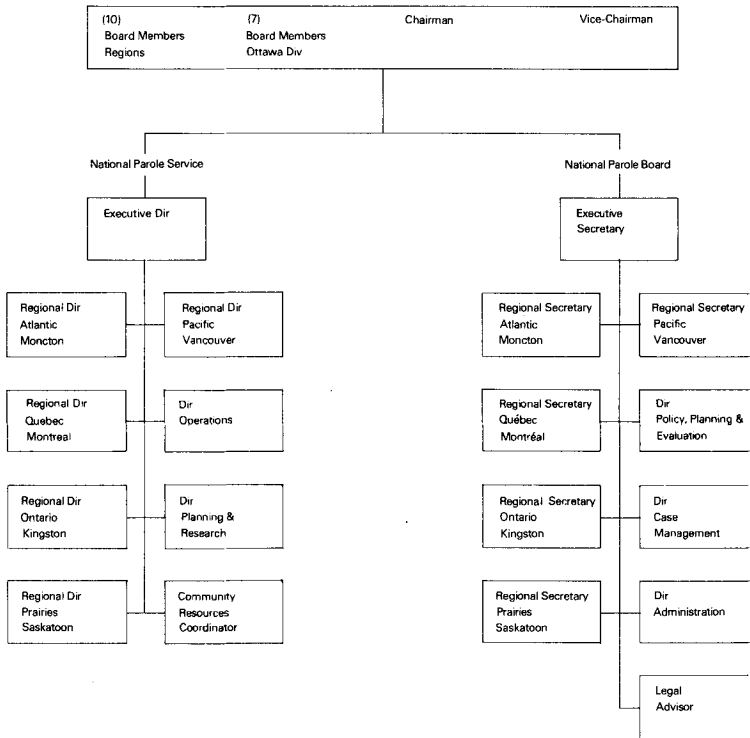 (10)
Board Members
Regions
(7)
Board Members
Ottawa Div
Chairman
Vice-Chairman
National Parole Service
National Parole Board
Executive Dir
Executive
Secretary
Regional Dir
Atlantic
Moncton
Regional Dir
Pacific
Vancouver
Regional Dir
Quebec
Montreal
Dir
Operations
Regional Dir
Ontario
Kingston
Dir
Planning &
Research
Regional Dir
Prairies
Saskatoon
Community
Resources
Coordinator
Regional Secretary
Atlantic
Moncton
Regional Secretary
Pacific
Vancouver
Regional Secretary
Québec
Montréal
Dir
Policy, Planning &
Evaluation
Regional Secretary
Ontario
Kingston
Dir
Case
Management
Regional Secretary
Prairies
Saskatoon
Dir
Administration
Legal
Advisor